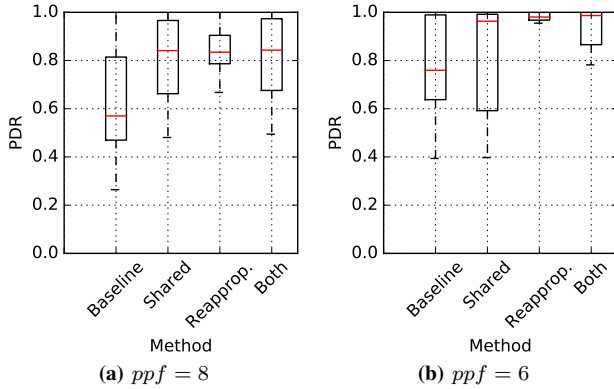 1.0
0.8
0.6
0.4
0.2
0.0
PDR
Baseline
Shared
Reapprop.
Both
Method
(a) ppf = 8
1.0
0.8
0.6
0.4
0.2
0.0
PDR
Baseline
Shared
Reapprop.
Both
Method
(b) ppf = 6